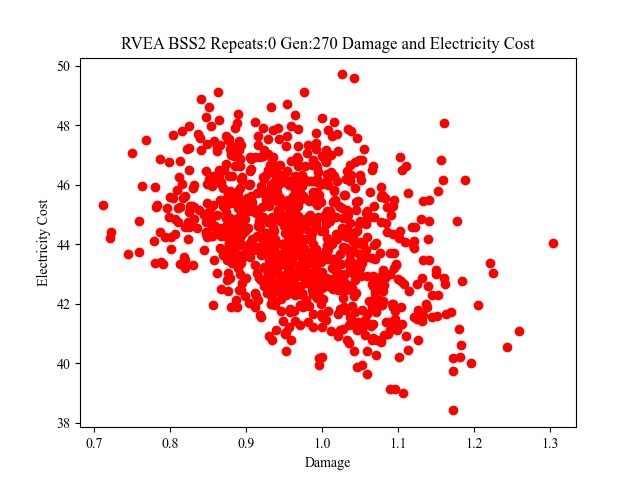 RVEA BSS2 Repeats:0 Gen:270 Damage and Electricity Cost
50
48
46
44
42
40
38
Electricity Cost
0.7 0.8 0.9 1.0 1.1 1.2 1.3
Damage